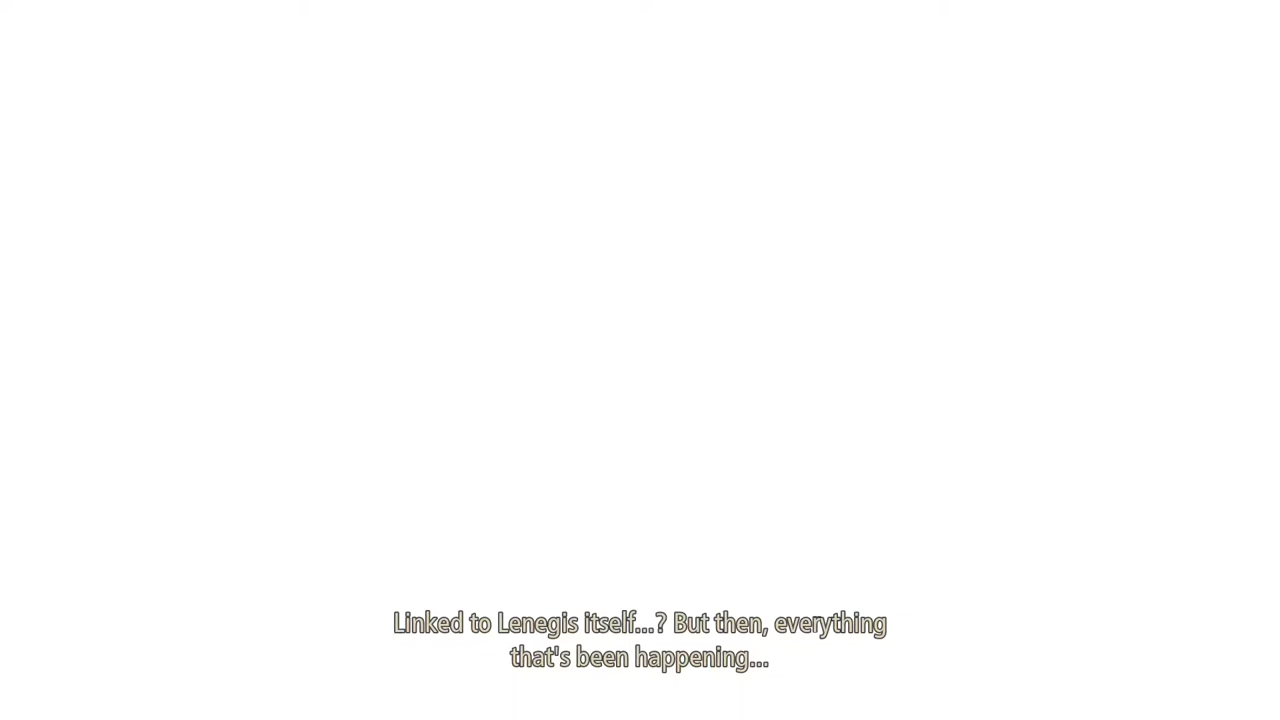 Linked to Lenegis itself...? But then, everything
that's been happening...